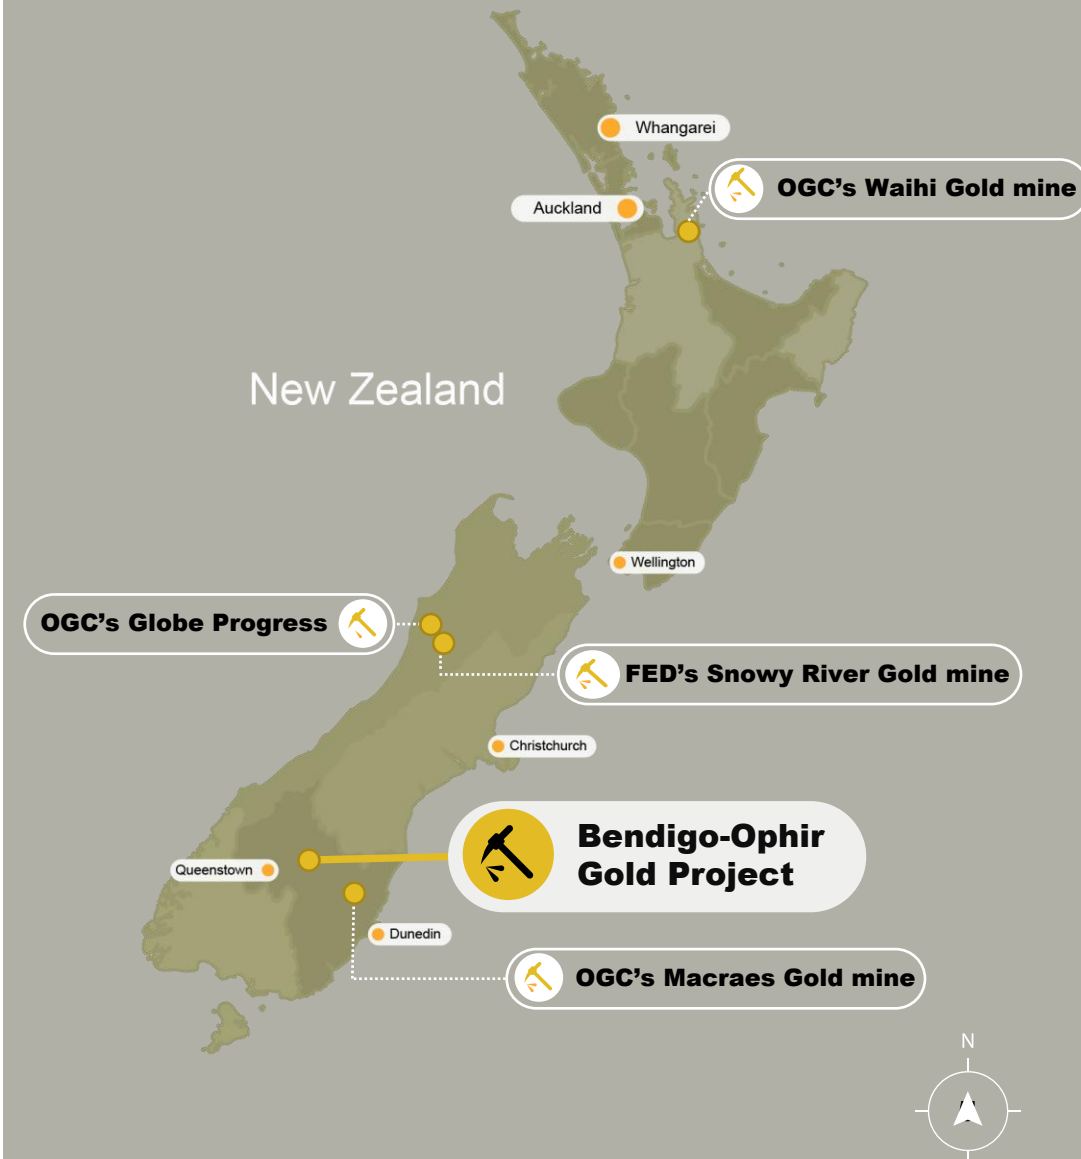 Whangarei
OGC's Waihi Gold mine
Auckland
New Zealand
Wellington
OGC's Globe Progress
FED's Snowy River Gold mine
Christchurch
Bendigo-Ophir
Gold Project
Queenstown
Dunedin
OGC's Macraes Gold mine
N